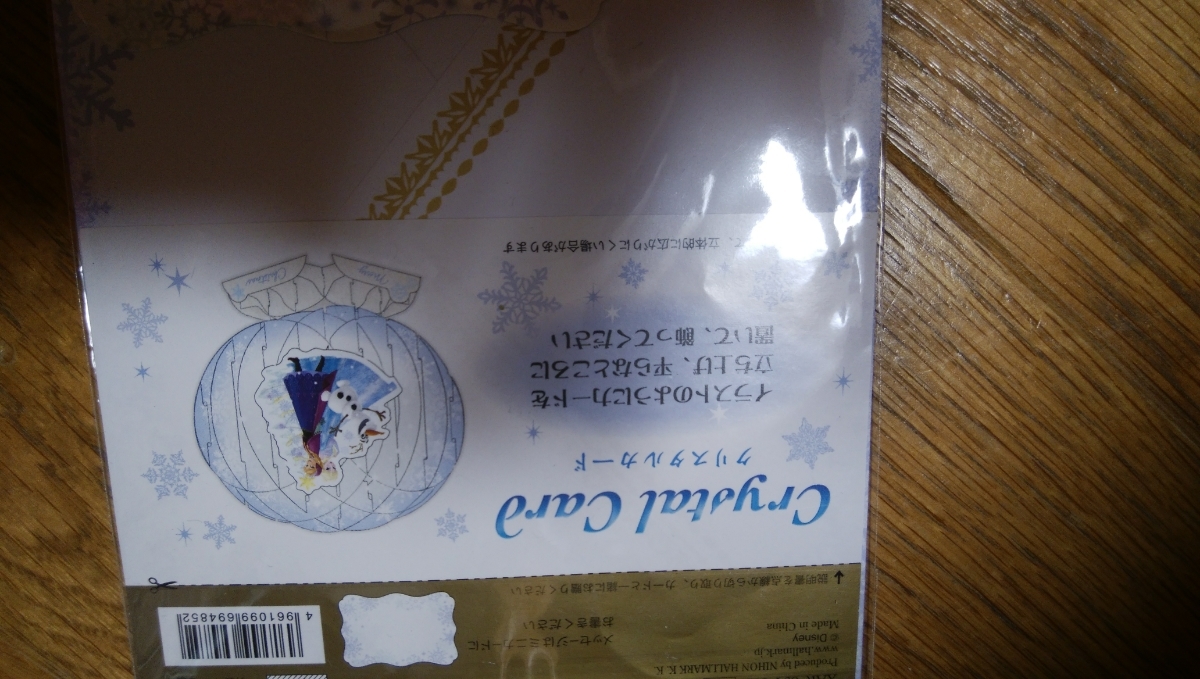 XP
Produced by NIHON HALLMARK K.K.
www.hallmark.jp
© Disney
Made in China
メッセージはミニカードに
お書きください
4 961099 694852
説明書を点線から切り取り、カードと一緒にお贈りください
Crystal Card
クリスタルカード
イラストのようにカードを
立ち上げ、平らなところに
置いて、飾ってください
Merry
Christmas
、立体的に広がりにくい場合があります